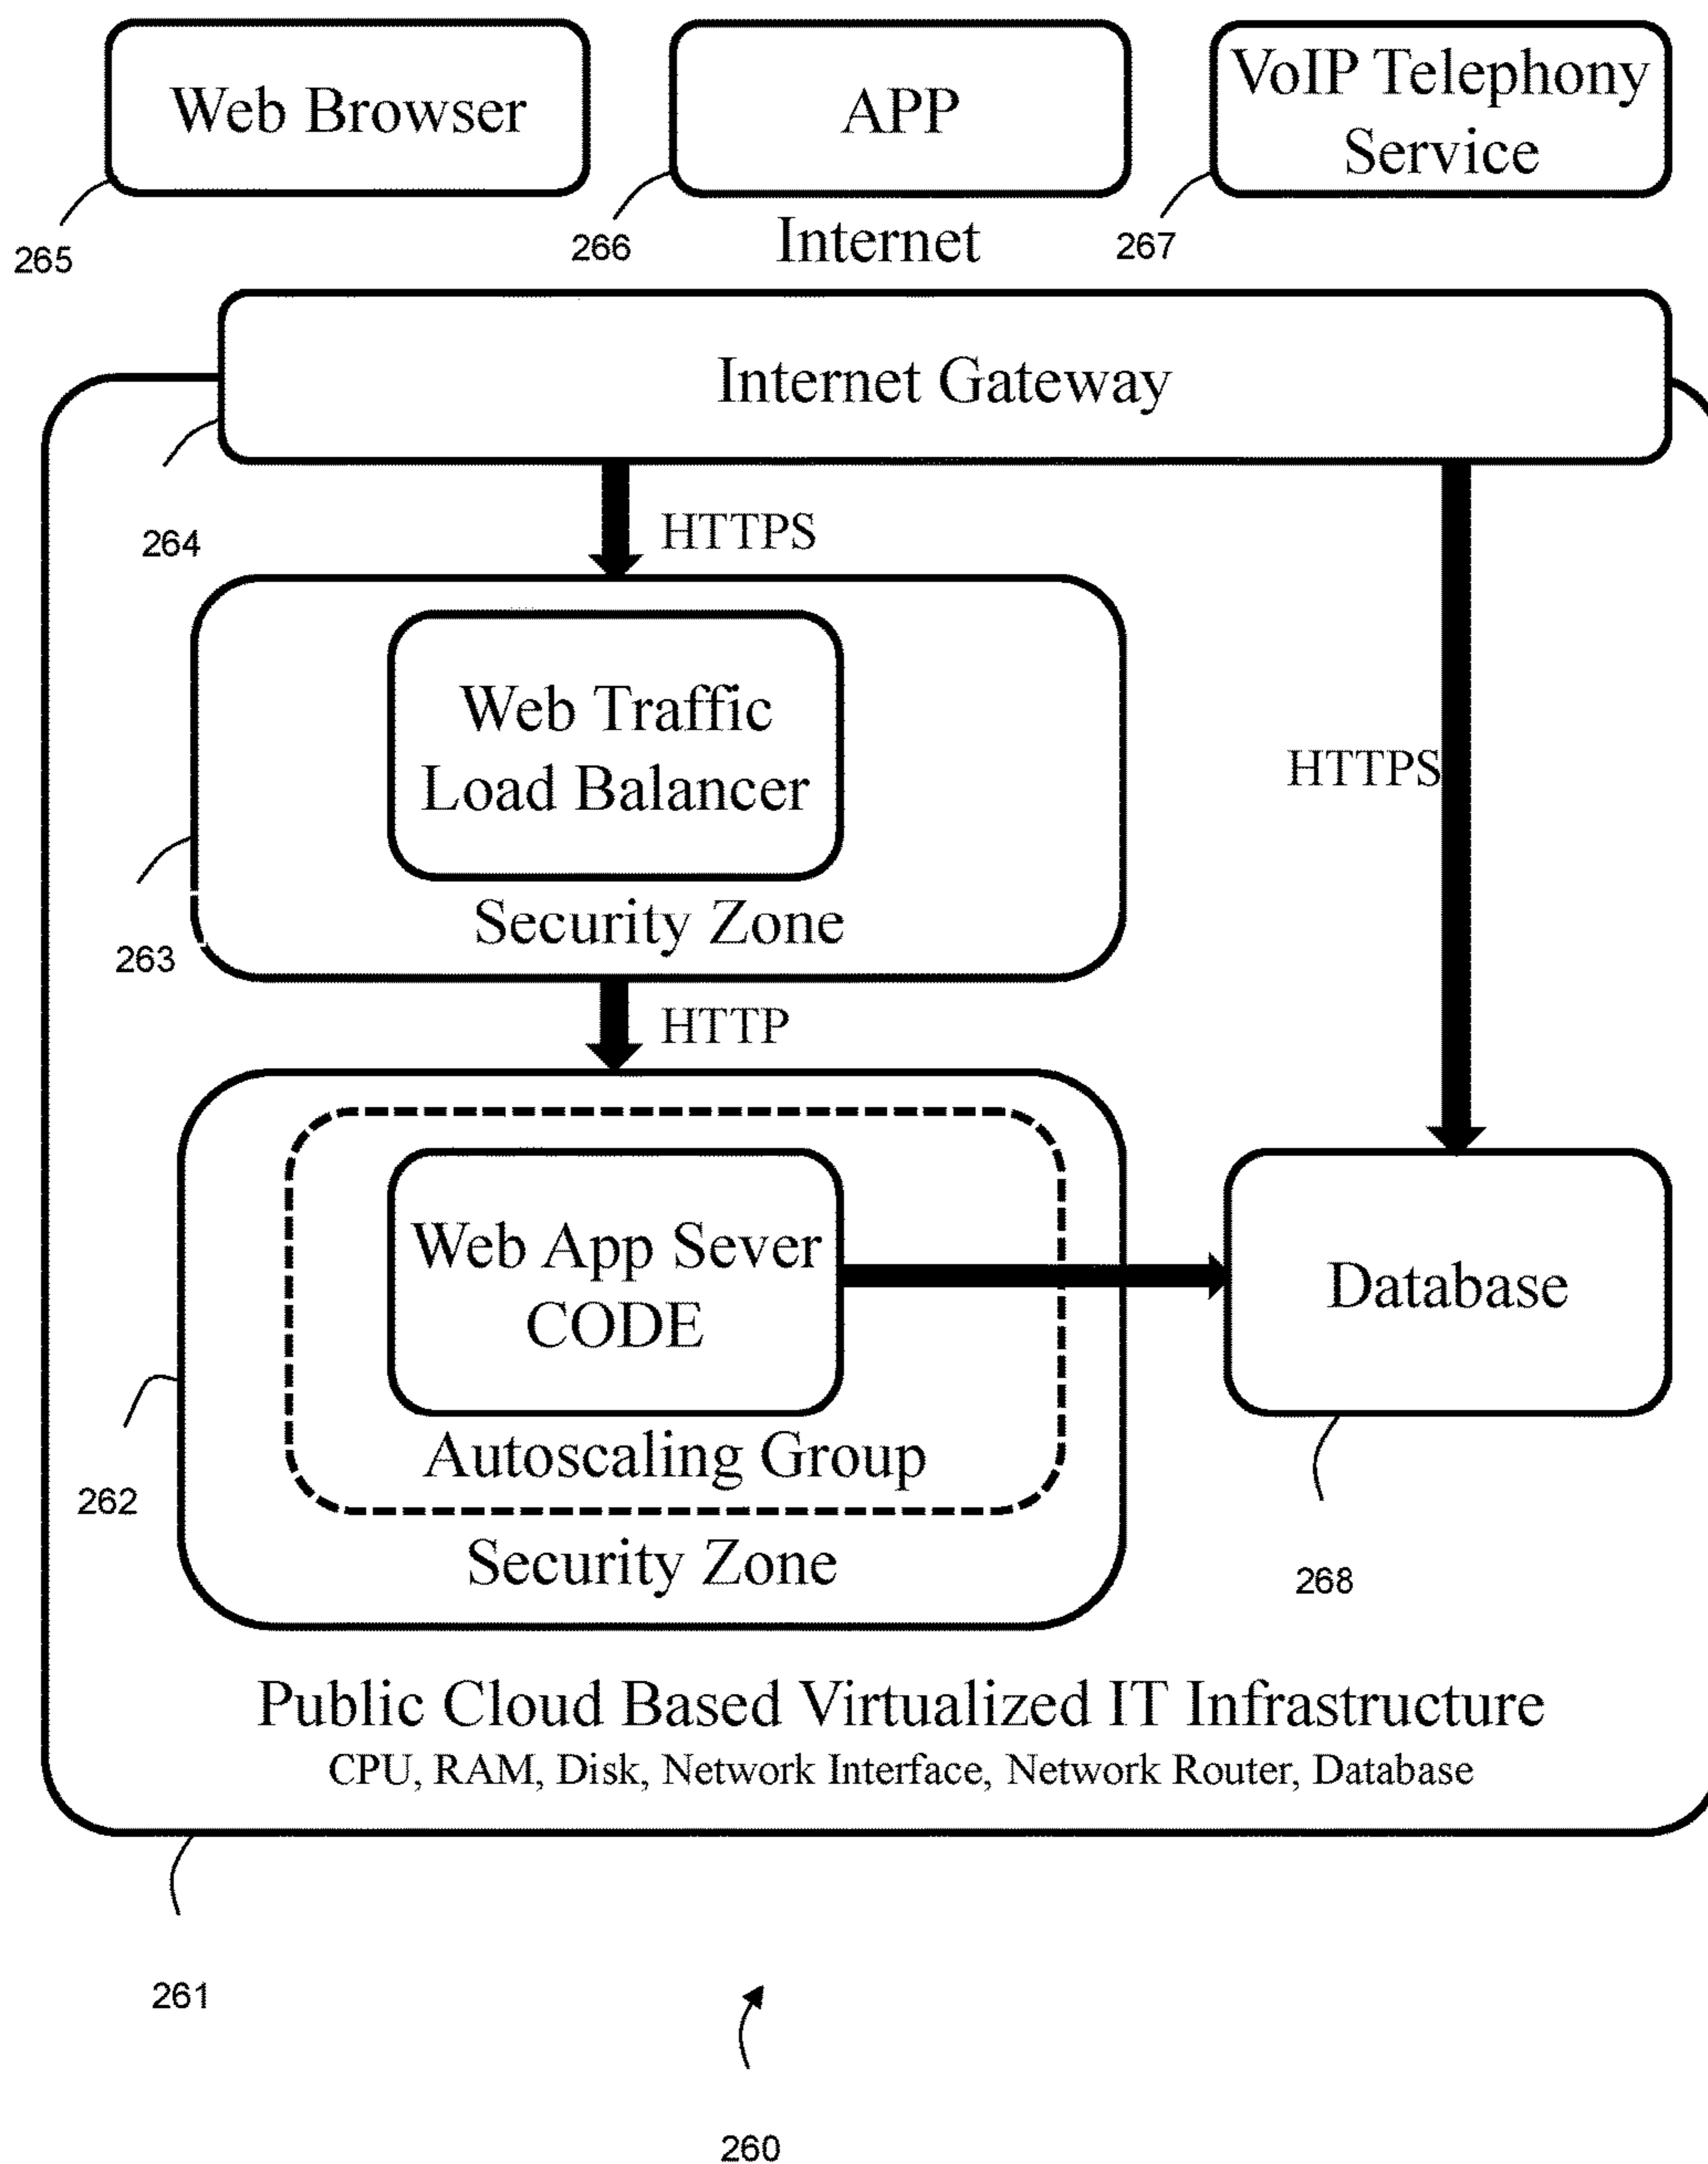 Web Browser
APP
VoIP Telephony
Service
265
266
Internet
267
Internet Gateway
264
HTTPS
Web Traffic
Load Balancer
HTTPS
Security Zone
263
HTTP
Web App Sever
CODE
Database
Autoscaling Group
262
Security Zone
268
Public Cloud Based Virtualized IT Infrastructure
CPU, RAM, Disk, Network Interface, Network Router, Database
261
260